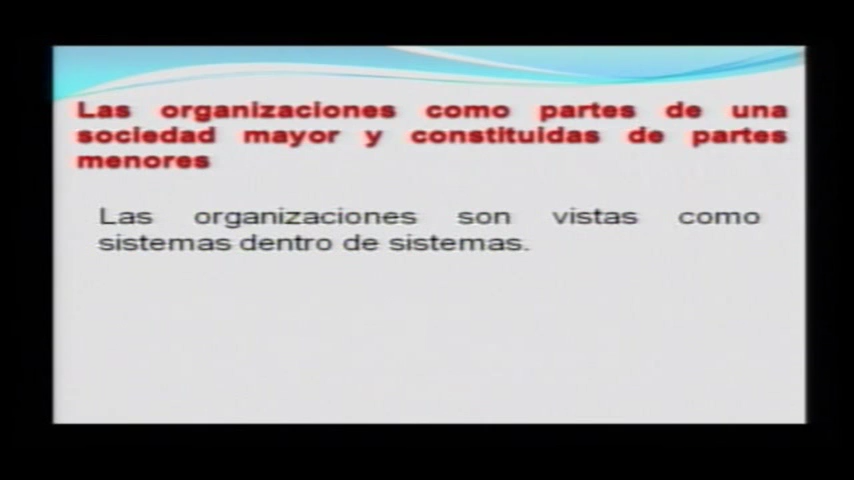 Las organizaciones como partes de una
sociedad mayor y constituidas de partes
menores
Las organizaciones son vistas como
sistemas dentro de sistemas.